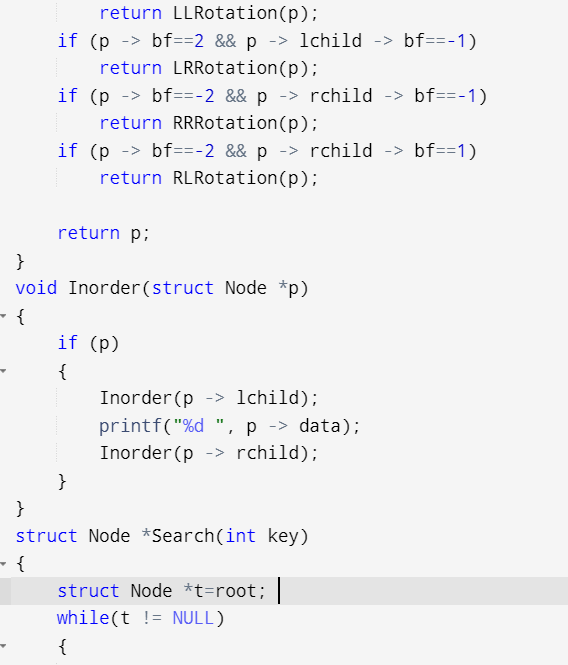 return LLRotation(p);
if (p -> bf==2 && p -> lchild -> bf==-1)
return LRRotation(p);
if (p -> bf==-2 && p -> rchild -> bf==-1)
return RRRotation(p);
if (p -> bf==-2 && p -> rchild -> bf==1)
return RLRotation(p);
return p;
}
void Inorder(struct Node *p)
{
if (p)
{
Inorder(p -> lchild);
printf("%d ", p -> data);
Inorder(p -> rchild);
}
}
struct Node *Search(int key)
{
struct Node *t=root;
while(t != NULL)
{